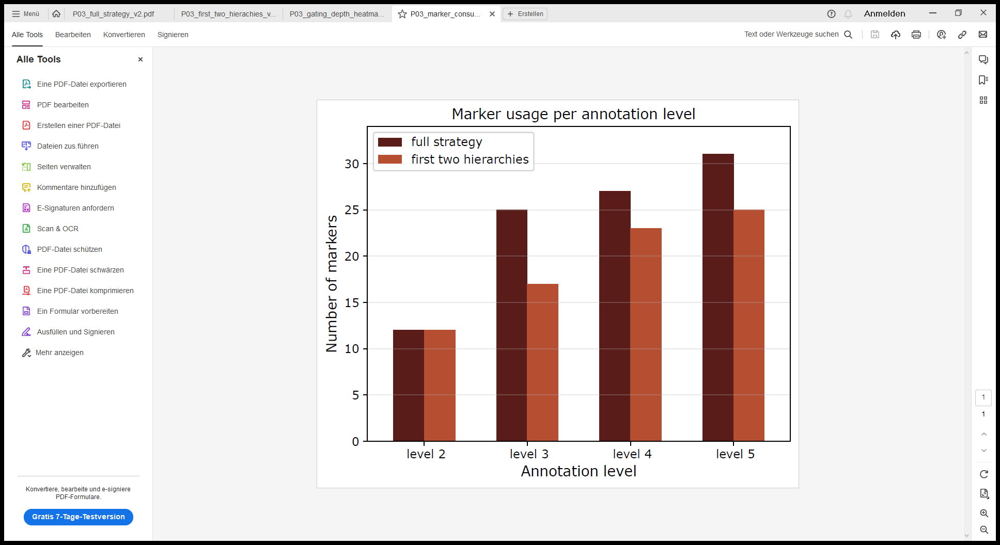 Menü
P03_full_strategy_v2.pdf
P03_first_two_hierachies_v...
P03_gating_depth_heatma...
P03_marker_consu...
Erstellen
Anmelden
Alle Tools
Bearbeiten
Konvertieren
Signieren
Text oder Werkzeuge suchen
Alle Tools
Eine PDF-Datei exportieren
PDF bearbeiten
Erstellen einer PDF-Datei
Dateien zus.führen
Seiten verwalten
Kommentare hinzufügen
E-Signaturen anfordern
Scan & OCR
PDF-Datei schützen
Eine PDF-Datei schwärzen
Eine PDF-Datei komprimieren
Ein Formular vorbereiten
Ausfüllen und Signieren
Mehr anzeigen
Konvertiere, bearbeite und e-signiere
PDF-Formulare.
Gratis 7-Tage-Testversion
Marker usage per annotation level
full strategy
first two hierarchies
Number of markers
30
25
20
15
10
5
0
level 2
level 3
level 4
level 5
Annotation level
1
1